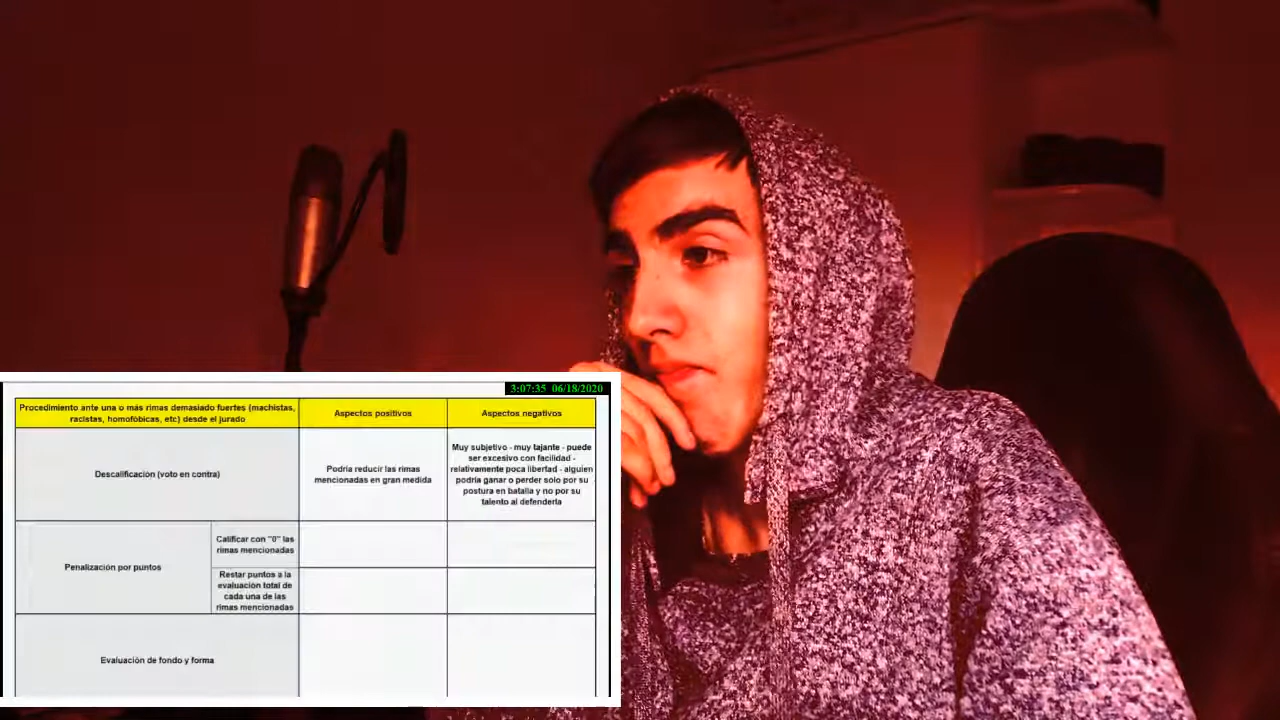 3:07:35 06/18/2020
Procedimiento ante una o más rimas demasiado fuertes (machistas,
racistas, homofóbicas, etc) desde el jurado
Aspectos positivos
Aspectos negativos
Descalificación (voto en contra)
Podría reducir las rimas
mencionadas en gran medida
Muy subjetivo - muy tajante - puede
ser excesivo con facilidad -
relativamente poca libertad - alguien
podría ganar o perder solo por su
postura en batalla y no por su
talento al defenderla
Penalización por puntos
Calificar con "0" las
rimas mencionadas
Restar puntos a la
evaluación total de
cada una de las
rimas mencionadas
Evaluación de fondo y forma